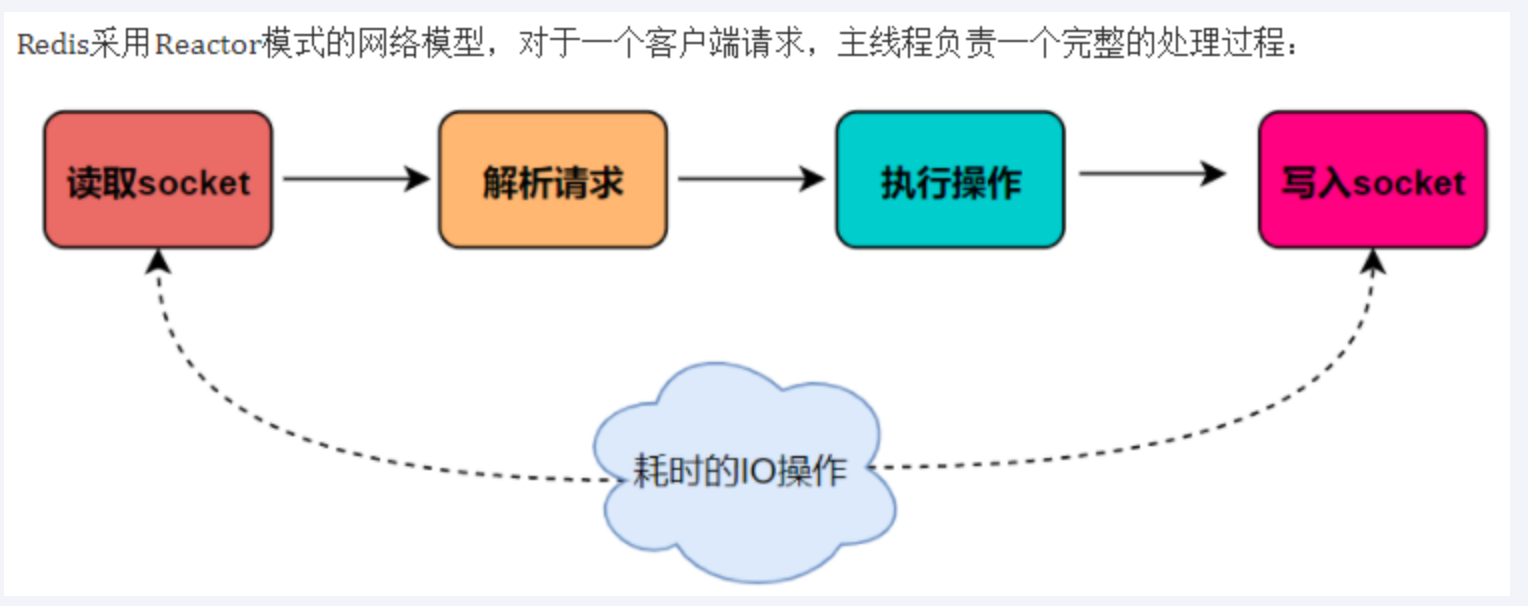 Redis采用Reactor模式的网络模型，对于一个客户端请求，主线程负责一个完整的处理过程：
读取socket
解析请求
执行操作
写入socket
耗时的IO操作